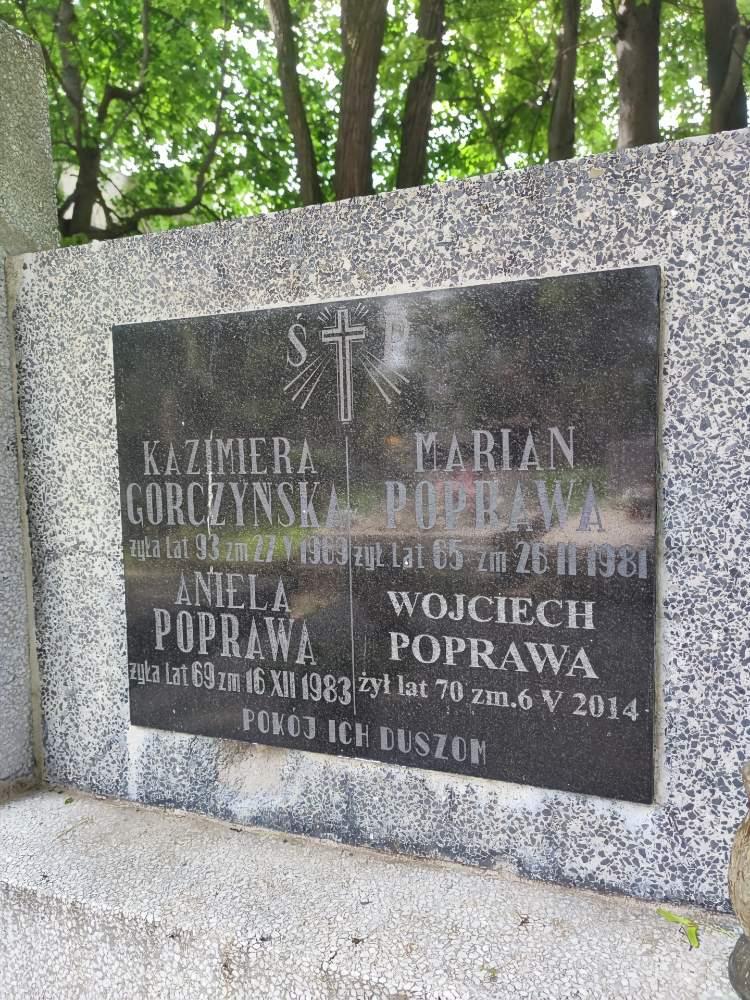 Ś P
KAZIMIERA
GORCZYŃSKA
żyła lat 93 zm 27 V 1969
ANIELA
POPRAWA
żyła lat 69 zm 16 XII 1983
MARIAN
POPRAWA
żył lat 65 zm 26 II 1981
WOJCIECH
POPRAWA
żył lat 70 zm.6 V 2014
POKÓJ ICH DUSZOM